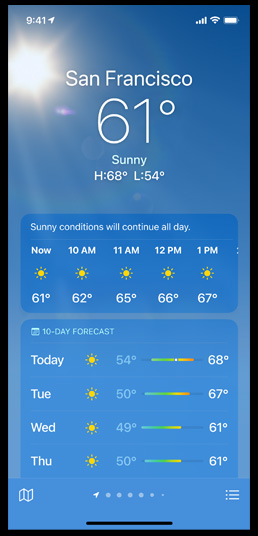 9:41
San Francisco
61°
Sunny
H:68° L:54°
Sunny conditions will continue all day.
Now 10 AM 11 AM 12 PM 1 PM
61° 62° 65° 66° 67°
10-DAY FORECAST
Today 54° 68°
Tue 50° 67°
Wed 49° 61°
Thu 50° 61°